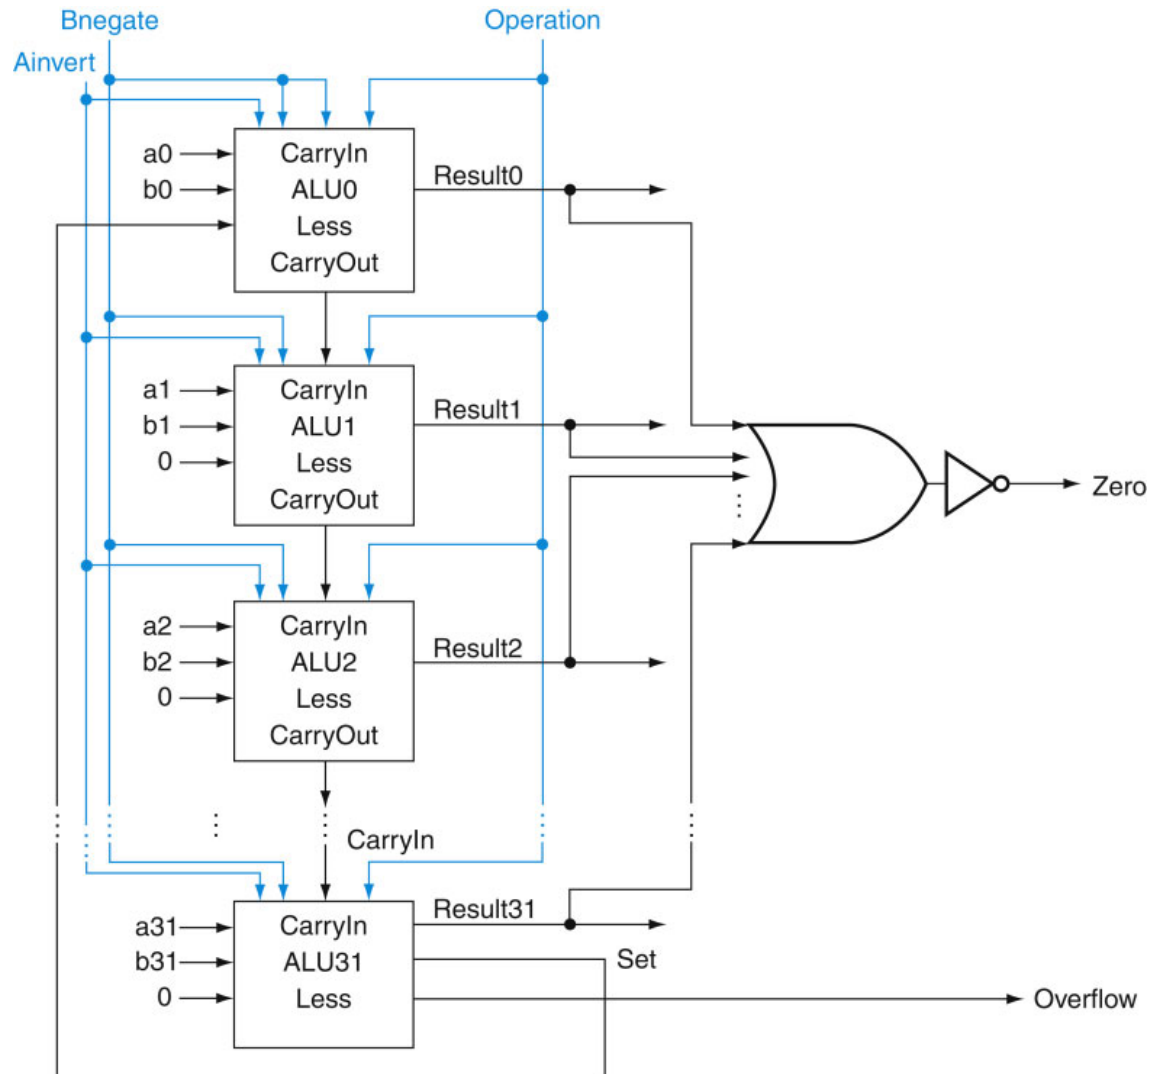 Bnegate
Operation
Ainvert
a0
b0
CarryIn
ALU0
Less
CarryOut
Result0
a1
b1
0
CarryIn
ALU1
Less
CarryOut
Result1
Zero
a2
b2
0
CarryIn
ALU2
Less
CarryOut
Result2
CarryIn
a31
b31
0
CarryIn
ALU31
Less
Result31
Set
Overflow